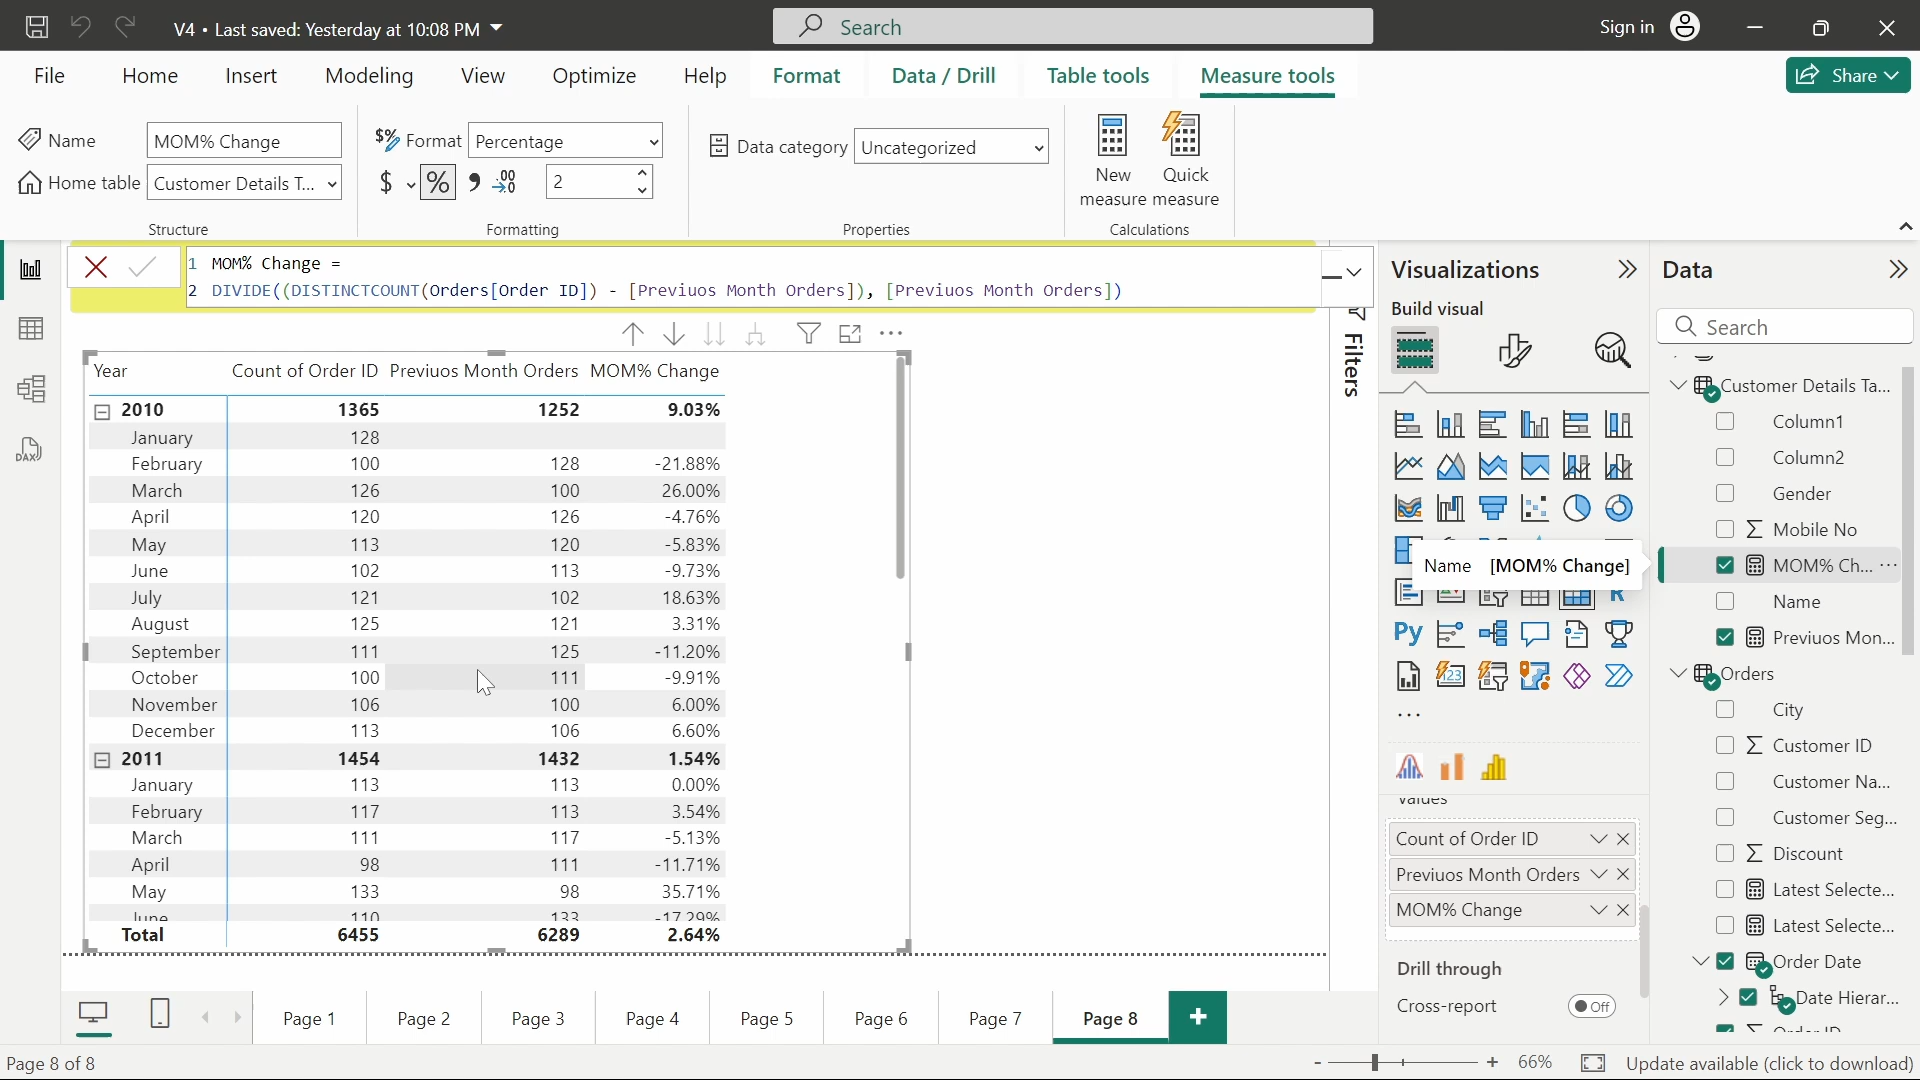 V4 • Last saved: Yesterday at 10:08 PM
Search
Sign in
File Home Insert Modeling View Optimize Help Format Data / Drill Table tools Measure tools
Share
Name MOM% Change
Home table Customer Details T...
Structure
$% Format Percentage
$ % 9 .00 2
Formatting
Data category Uncategorized
Properties
New measure
Quick measure
Calculations
1 MOM% Change =
2 DIVIDE((DISTINCTCOUNT(Orders[Order ID]) - [Previuos Month Orders]), [Previuos Month Orders])
Year Count of Order ID Previuos Month Orders MOM% Change
2010 1365 1252 9.03%
January 128
February 100 128 -21.88%
March 126 100 26.00%
April 120 126 -4.76%
May 113 120 -5.83%
June 102 113 -9.73%
July 121 102 18.63%
August 125 121 3.31%
September 111 125 -11.20%
October 100 111 -9.91%
November 106 100 6.00%
December 113 106 6.60%
2011 1454 1432 1.54%
January 113 113 0.00%
February 117 113 3.54%
March 111 117 -5.13%
April 98 111 -11.71%
May 133 98 35.71%
June 110 133 -17.29%
Total 6455 6289 2.64%
DAX
Filters
Visualizations
Build visual
Name [MOM% Change]
R
Py
123
...
Values
Count of Order ID
Previuos Month Orders
MOM% Change
Drill through
Cross-report Off
Data
Search
Customer Details Ta...
Column1
Column2
Gender
Mobile No
MOM% Ch... ...
Name
Previuos Mon...
Orders
City
Customer ID
Customer Na...
Customer Seg...
Discount
Latest Selecte...
Latest Selecte...
Order Date
Date Hierar...
Order ID
Page 1 Page 2 Page 3 Page 4 Page 5 Page 6 Page 7 Page 8 +
Page 8 of 8
- + 66%
Update available (click to download)